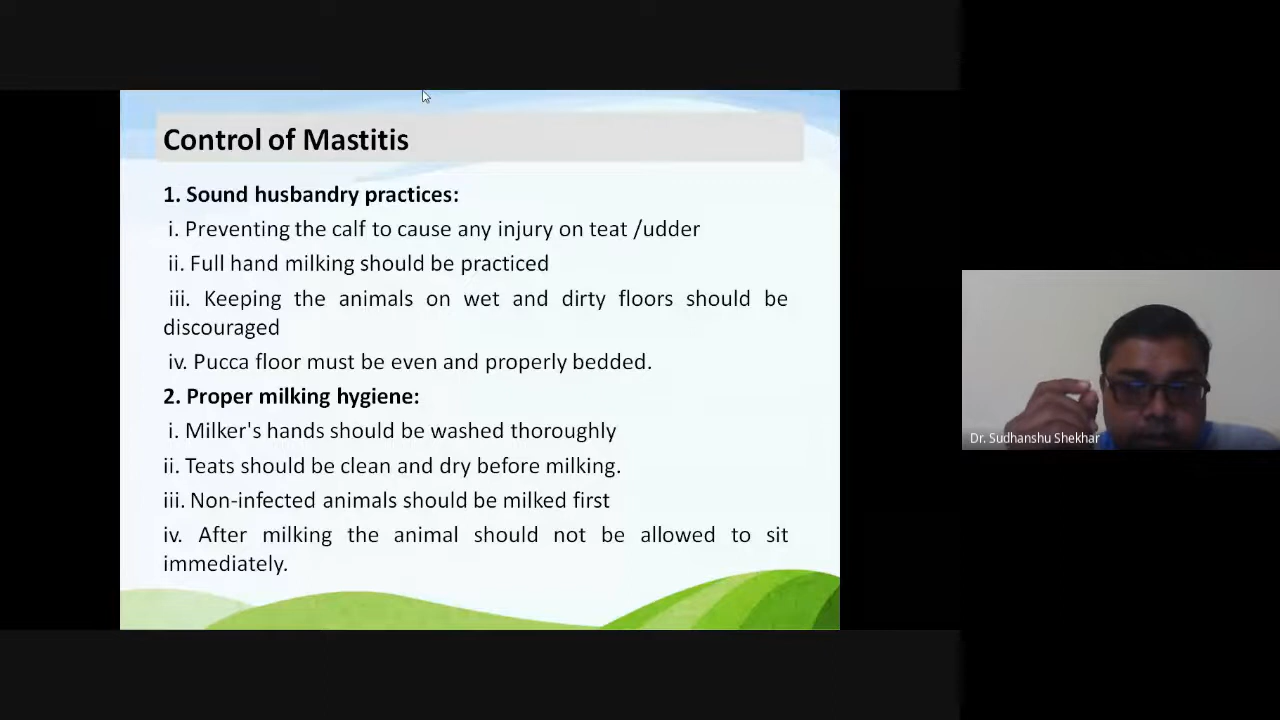 Control of Mastitis
1. Sound husbandry practices:
i. Preventing the calf to cause any injury on teat /udder
ii. Full hand milking should be practiced
iii. Keeping the animals on wet and dirty floors should be
discouraged
iv. Pucca floor must be even and properly bedded.
2. Proper milking hygiene:
i. Milker's hands should be washed thoroughly
ii. Teats should be clean and dry before milking.
iii. Non-infected animals should be milked first
iv. After milking the animal should not be allowed to sit
immediately.
Dr. Sudhanshu Shekhar